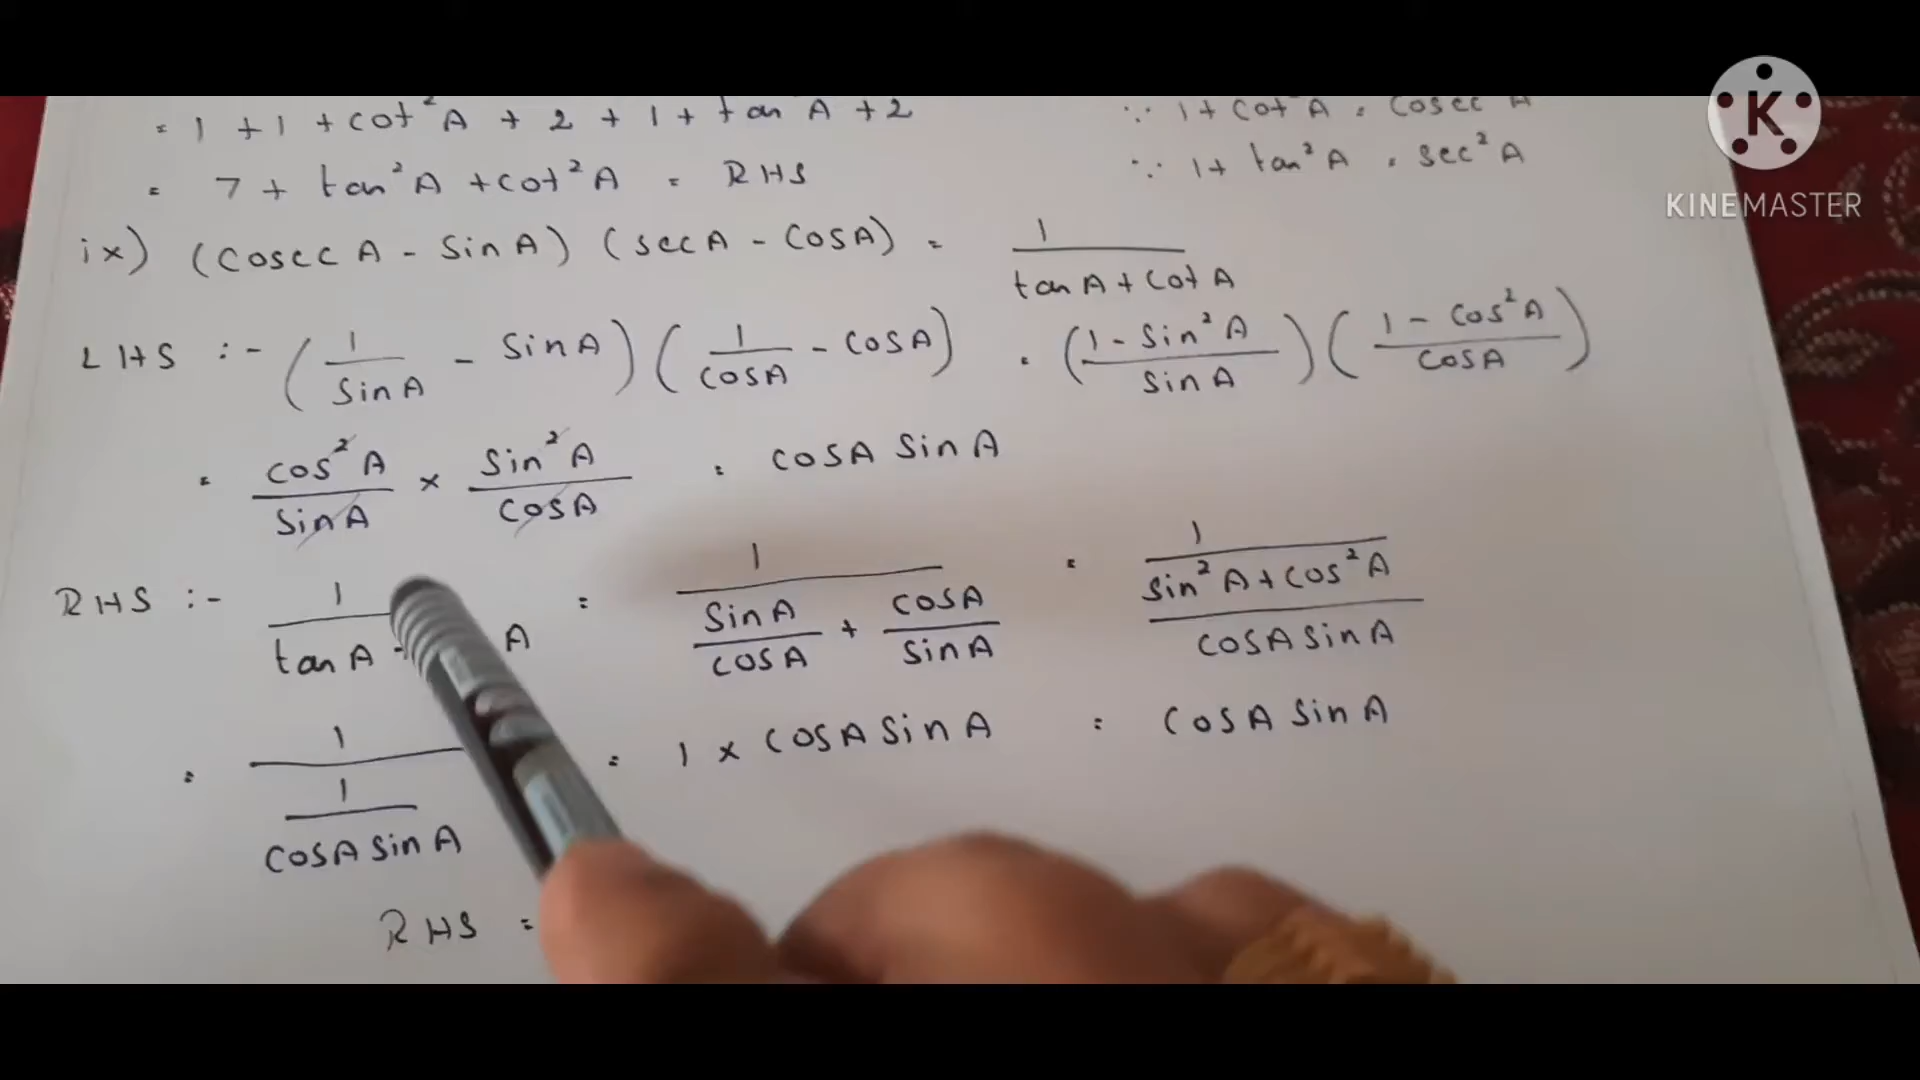 = 1 + 1 + cot²A + 2 + 1 + tan²A + 2 ∵ 1 + cot²A = cosec²A
= 7 + tan²A + cot²A = RHS ∵ 1 + tan²A = sec²A
K
KINEMASTER
ix) (cosec A - sin A) (sec A - cos A) = 1 / (tan A + cot A)
LHS :- (1/sin A - sin A) (1/cos A - cos A) = ((1 - sin²A)/sin A) ((1 - cos²A)/cos A)
= cos²A/sin A × sin²A/cos A = cos A sin A
RHS :- 1 / (tan A A) = 1 / (sin A/cos A + cos A/sin A) = 1 / ((sin²A + cos²A)/(cos A sin A))
= 1 / (1/(cos A sin A)) = 1 × cos A sin A = cos A sin A
RHS =